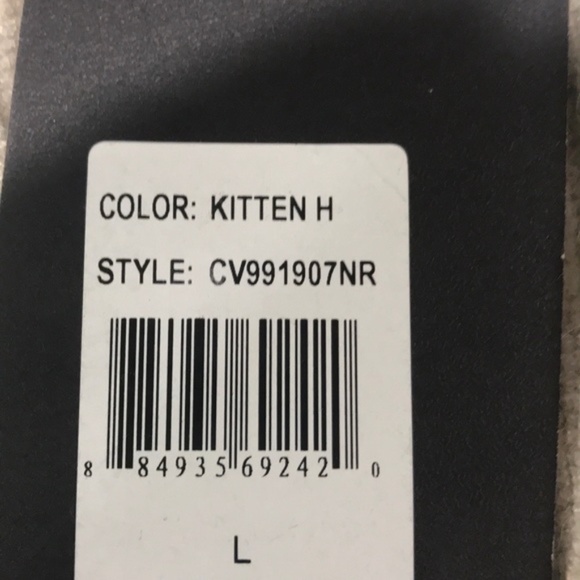 COLOR: KITTEN H
STYLE: CV991907NR
8 84935 69242 0
L